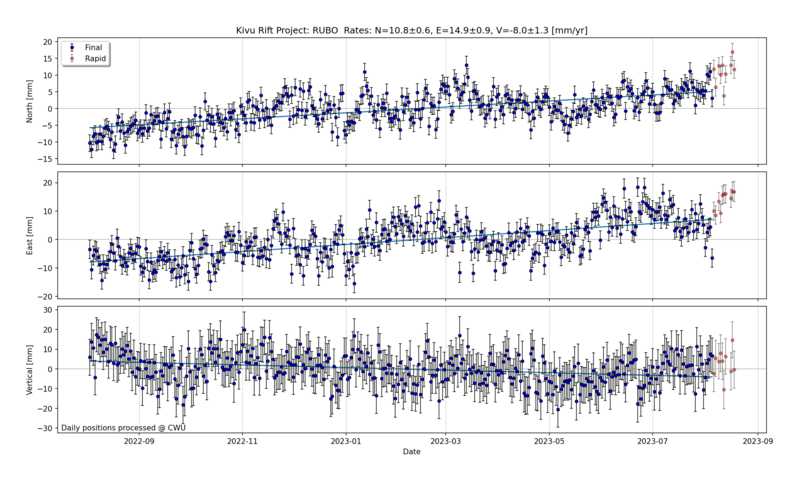 Kivu Rift Project: RUBO Rates: N=10.8±0.6, E=14.9±0.9, V=-8.0±1.3 [mm/yr]
Final
Rapid
North [mm]
20
15
10
5
0
−5
−10
−15
East [mm]
20
10
0
−10
−20
Vertical [mm]
30
20
10
0
−10
−20
−30
Daily positions processed @ CWU
2022-09 2022-11 2023-01 2023-03 2023-05 2023-07 2023-09
Date